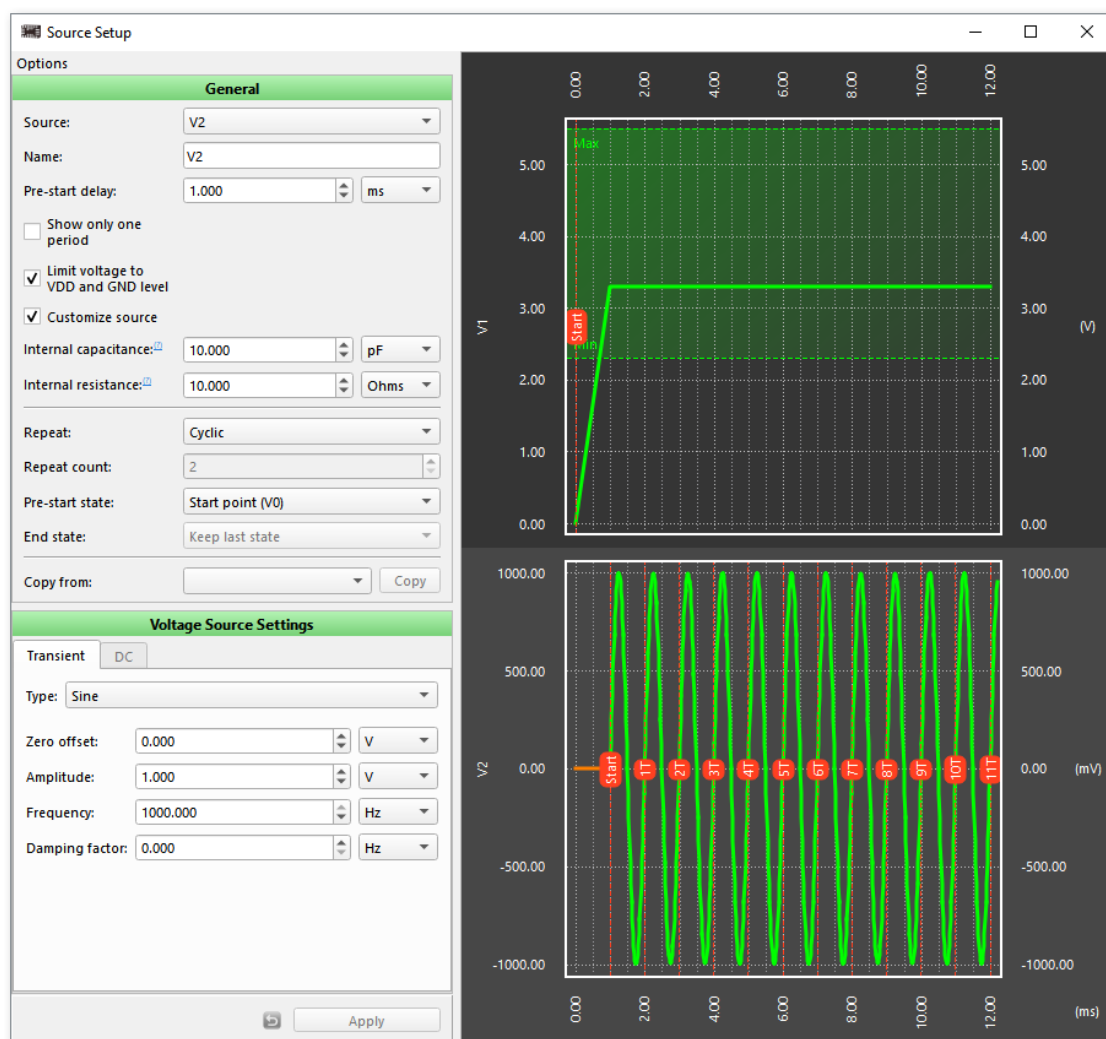 Source Setup
Options
General
Source: V2
Name: V2
Pre-start delay: 1.000 ms
Show only one
period
Limit voltage to
VDD and GND level
Customize source
Internal capacitance:[?] 10.000 pF
Internal resistance:[?] 10.000 Ohms
Repeat: Cyclic
Repeat count: 2
Pre-start state: Start point (V0)
End state: Keep last state
Copy from: Copy
Voltage Source Settings
Transient DC
Type: Sine
Zero offset: 0.000 V
Amplitude: 1.000 V
Frequency: 1000.000 Hz
Damping factor: 0.000 Hz
Apply
0.00 2.00 4.00 6.00 8.00 10.00 12.00
Max
5.00 5.00
4.00 4.00
3.00 3.00
V1 Start (V)
Min
2.00 2.00
1.00 1.00
0.00 0.00
1000.00 1000.00
500.00 500.00
V2 0.00 Start 1T 2T 3T 4T 5T 6T 7T 8T 9T 10T 11T 0.00 (mV)
-500.00 -500.00
-1000.00 -1000.00
0.00 2.00 4.00 6.00 8.00 10.00 12.00 (ms)